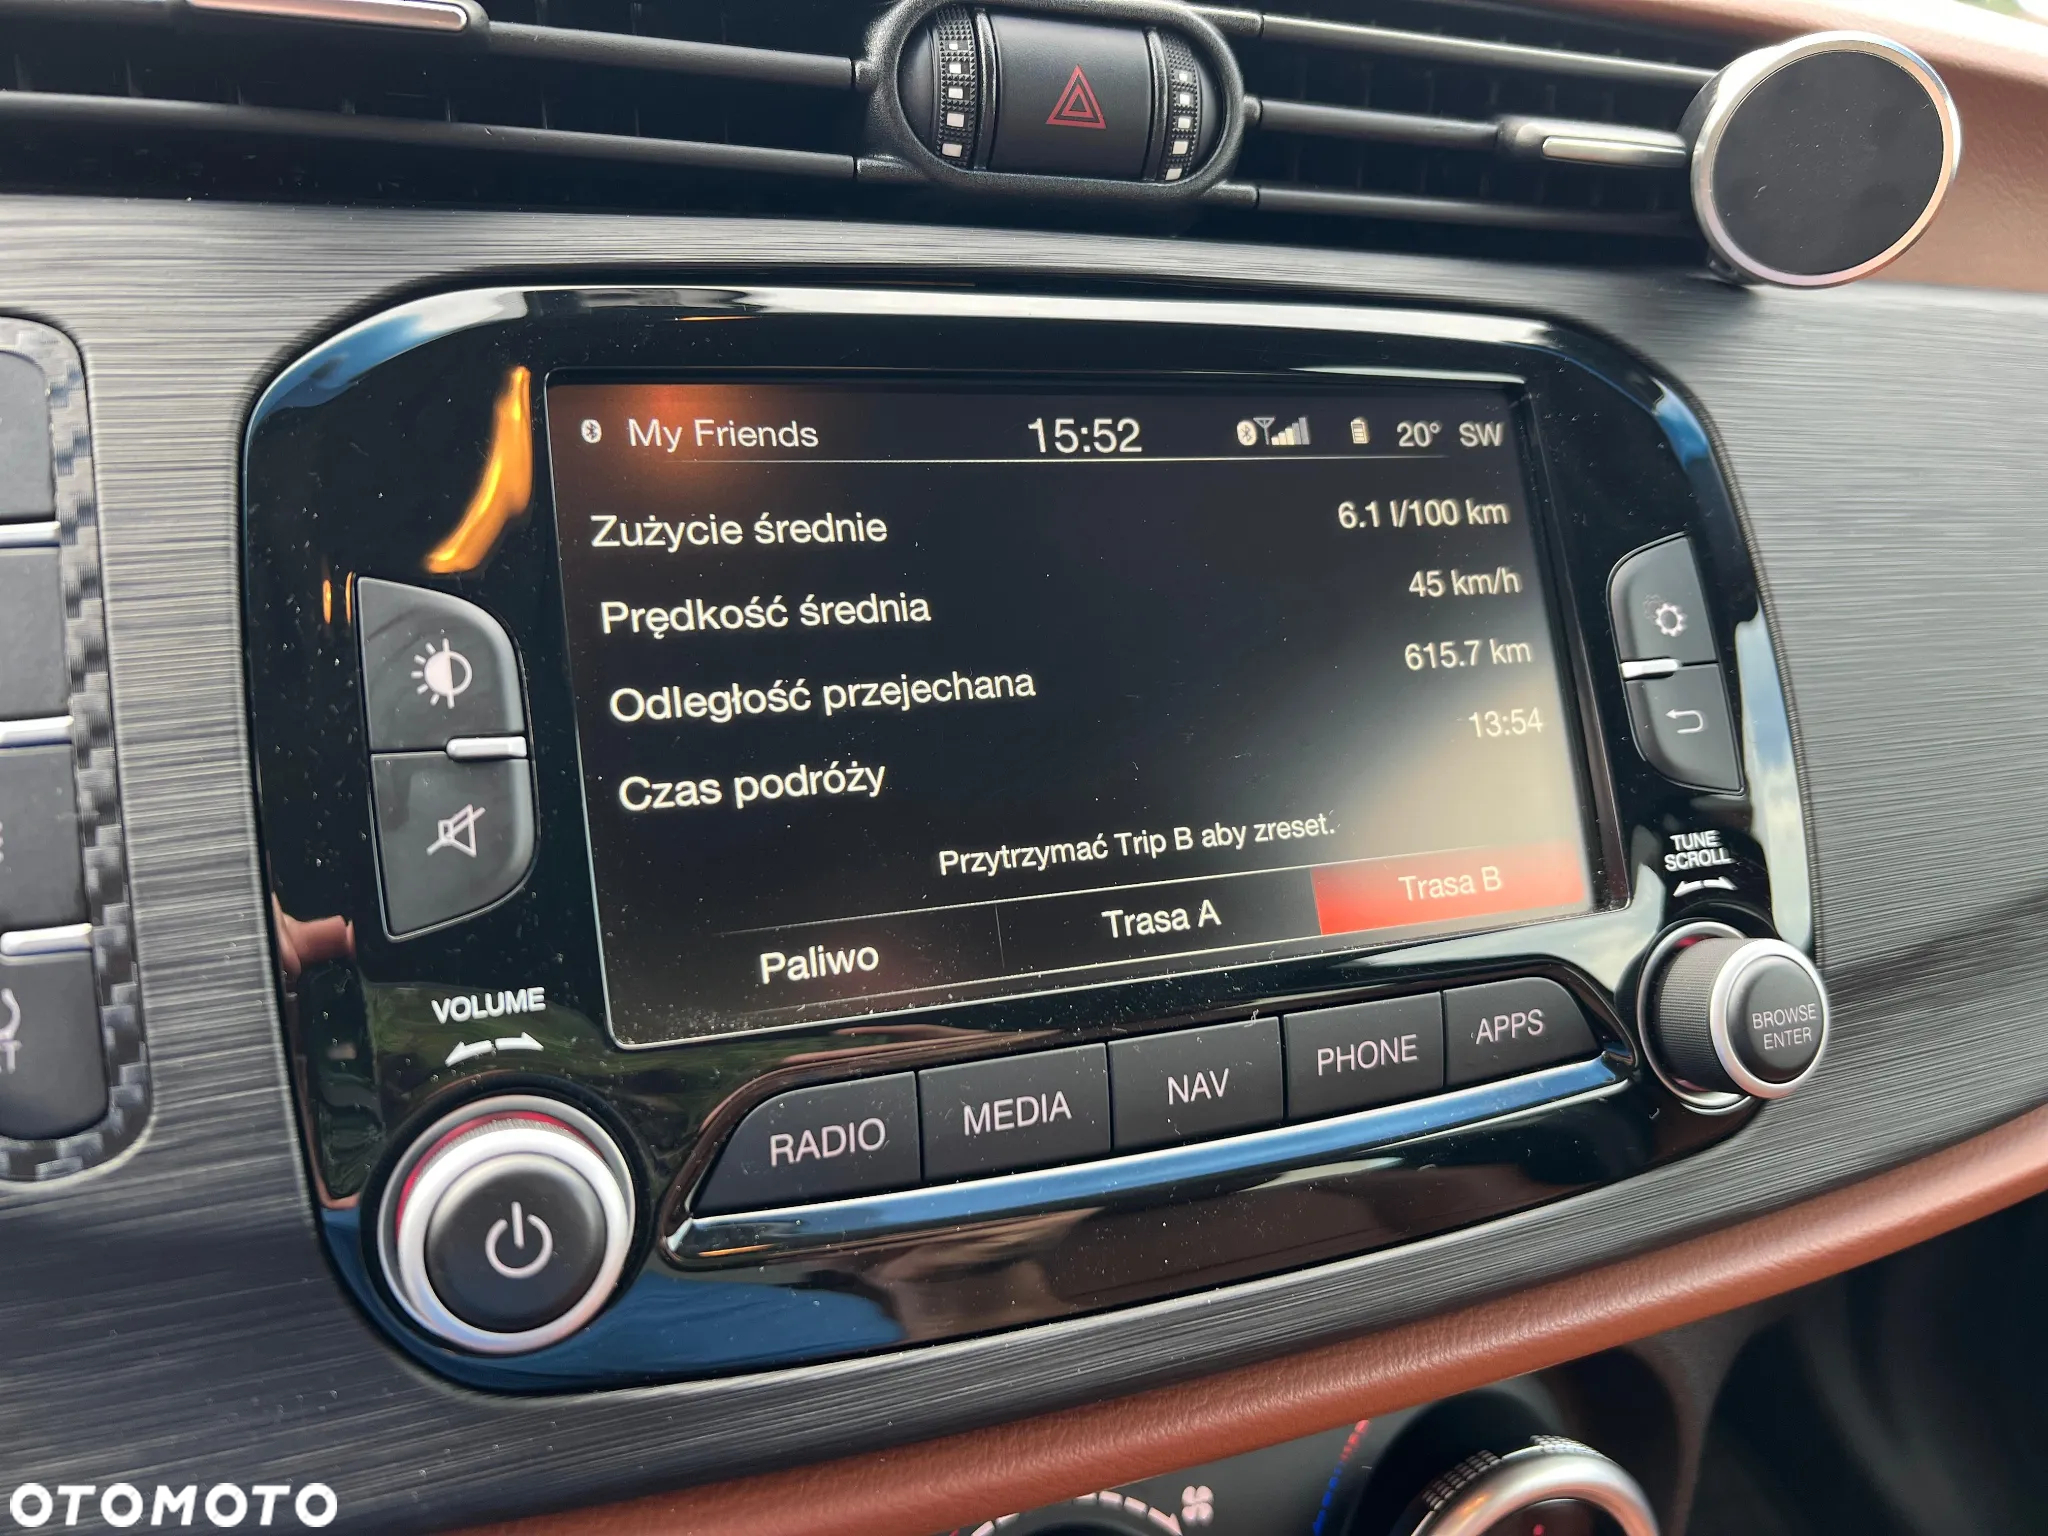 My Friends 15:52 20° SW
Zużycie średnie 6.1 l/100 km
Prędkość średnia 45 km/h
Odległość przejechana 615.7 km
Czas podróży 13:54
Przytrzymać Trip B aby zreset.
Paliwo Trasa A Trasa B
VOLUME
TUNE
SCROLL
BROWSE
ENTER
RADIO MEDIA NAV PHONE APPS
OTOMOTO